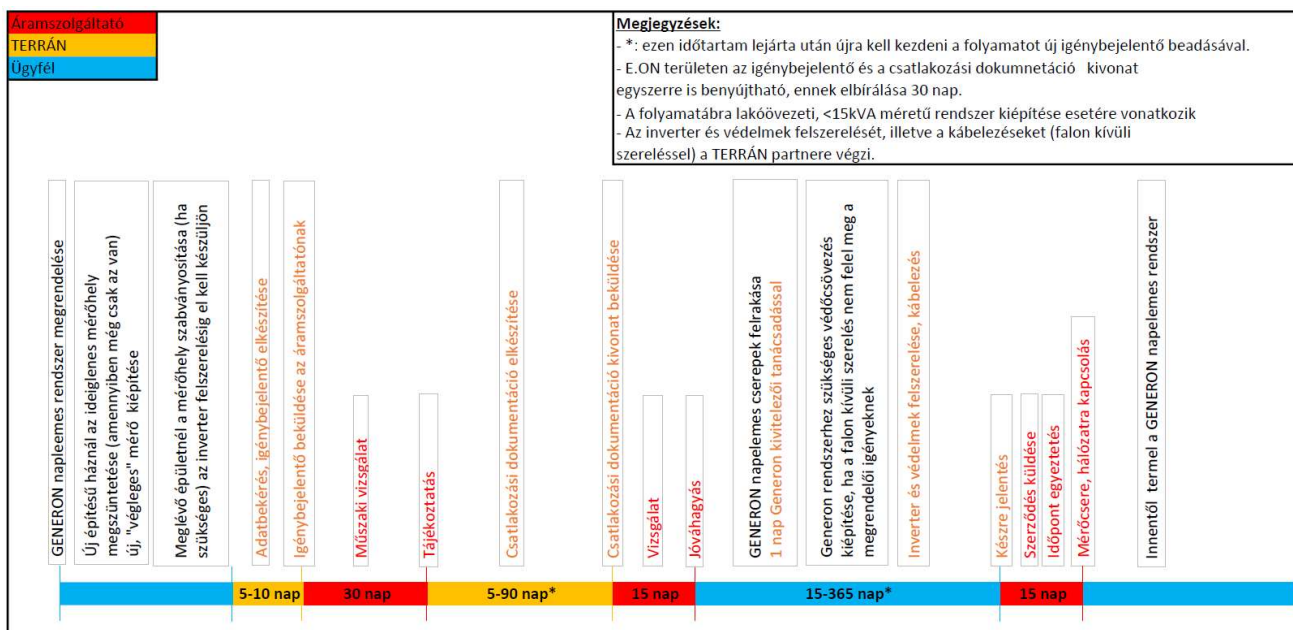 Áramszolgáltató
TERRÁN
Ügyfél
Megjegyzések:
- *: ezen időtartam lejárta után újra kell kezdeni a folyamatot új igénybejelentő beadásával.
- E.ON területen az igénybejelentő és a csatlakozási dokumnetáció kivonat
egyszerre is benyújtható, ennek elbírálása 30 nap.
- A folyamatábra lakóövezeti, <15kVA méretű rendszer kiépítése esetére vonatkozik
- Az inverter és védelmek felszerelését, illetve a kábelezéseket (falon kívüli
szereléssel) a TERRÁN partnere végzi.
GENERON napleemes rendszer megrendelése
Új építésű háznál az ideiglenes mérőhely
megszüntetése (amennyiben még csak az van)
új, "végleges" mérő kiépítése
Meglévő épületnél a mérőhely szabványosítása (ha
szükséges) az inverter felszerelésig el kell készüljön
Adatbekérés, igénybejelentő elkészítése
Igénybejelentő beküldése az áramszolgáltatónak
Műszaki vizsgálat
Tájékoztatás
Csatlakozási dokumentáció elkészítése
Csatlakozási dokumentáció kivonat beküldése
Vizsgálat
Jóváhagyás
GENERON napelemes cserepek felrakása
1 nap Generon kivitelezői tanácsadással
Generon rendszerhez szükséges védőcsövezés
kiépítése, ha a falon kívüli szerelés nem felel meg a
megrendelői igényeknek
Inverter és védelmek felszerelése, kábelezés
Készre jelentés
Szerződés küldése
Időpont egyeztetés
Mérőcsere, hálózatra kapcsolás
Innentől termel a GENERON napelemes rendszer
5-10 nap
30 nap
5-90 nap*
15 nap
15-365 nap*
15 nap